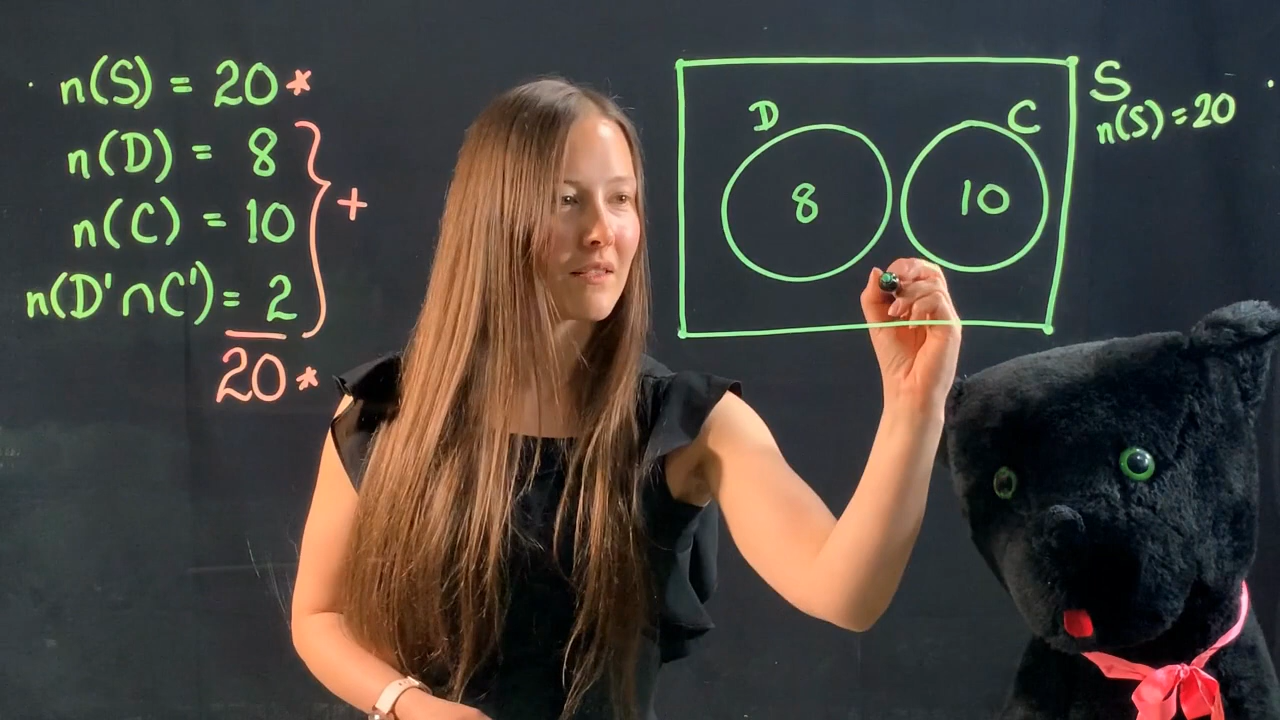 n(S) = 20 *
n(D) = 8
n(C) = 10
+
n(D'∩C') = 2
20 *
D
C
8
10
S
n(S) = 20